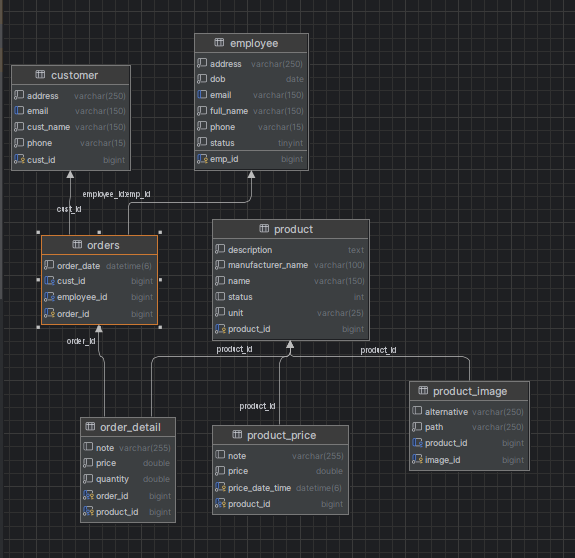 employee
address varchar(250)
dob date
email varchar(150)
full_name varchar(150)
phone varchar(15)
status tinyint
emp_id bigint
customer
address varchar(250)
email varchar(150)
cust_name varchar(150)
phone varchar(15)
cust_id bigint
employee_id:emp_id
cust_id
orders
order_date datetime(6)
cust_id bigint
employee_id bigint
order_id bigint
product
description text
manufacturer_name varchar(100)
name varchar(150)
status int
unit varchar(25)
product_id bigint
order_id
product_id
product_id
product_id
product_image
alternative varchar(250)
path varchar(250)
product_id bigint
image_id bigint
order_detail
note varchar(255)
price double
quantity double
order_id bigint
product_id bigint
product_price
note varchar(255)
price double
price_date_time datetime(6)
product_id bigint